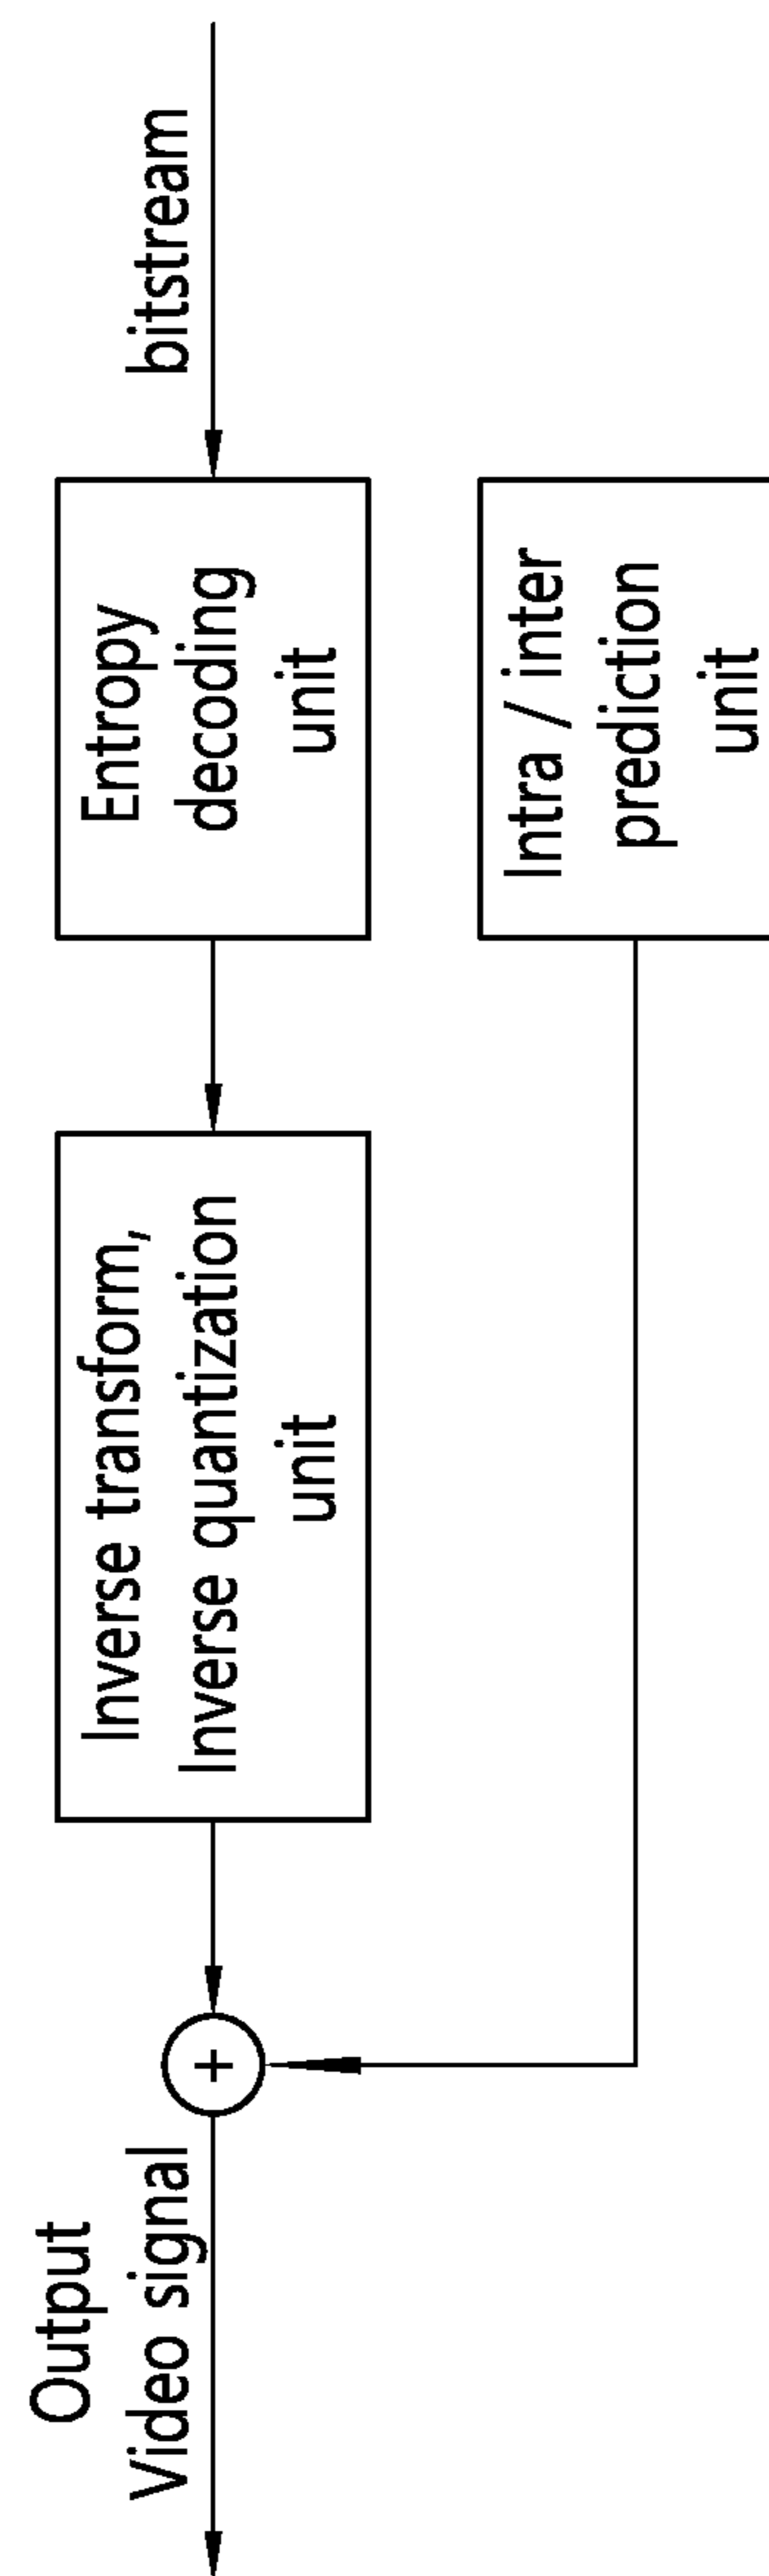 Output
Video signal
Inverse transform,
Inverse quantization
unit
Entropy
decoding
unit
bitstream
+
Intra / inter
prediction
unit